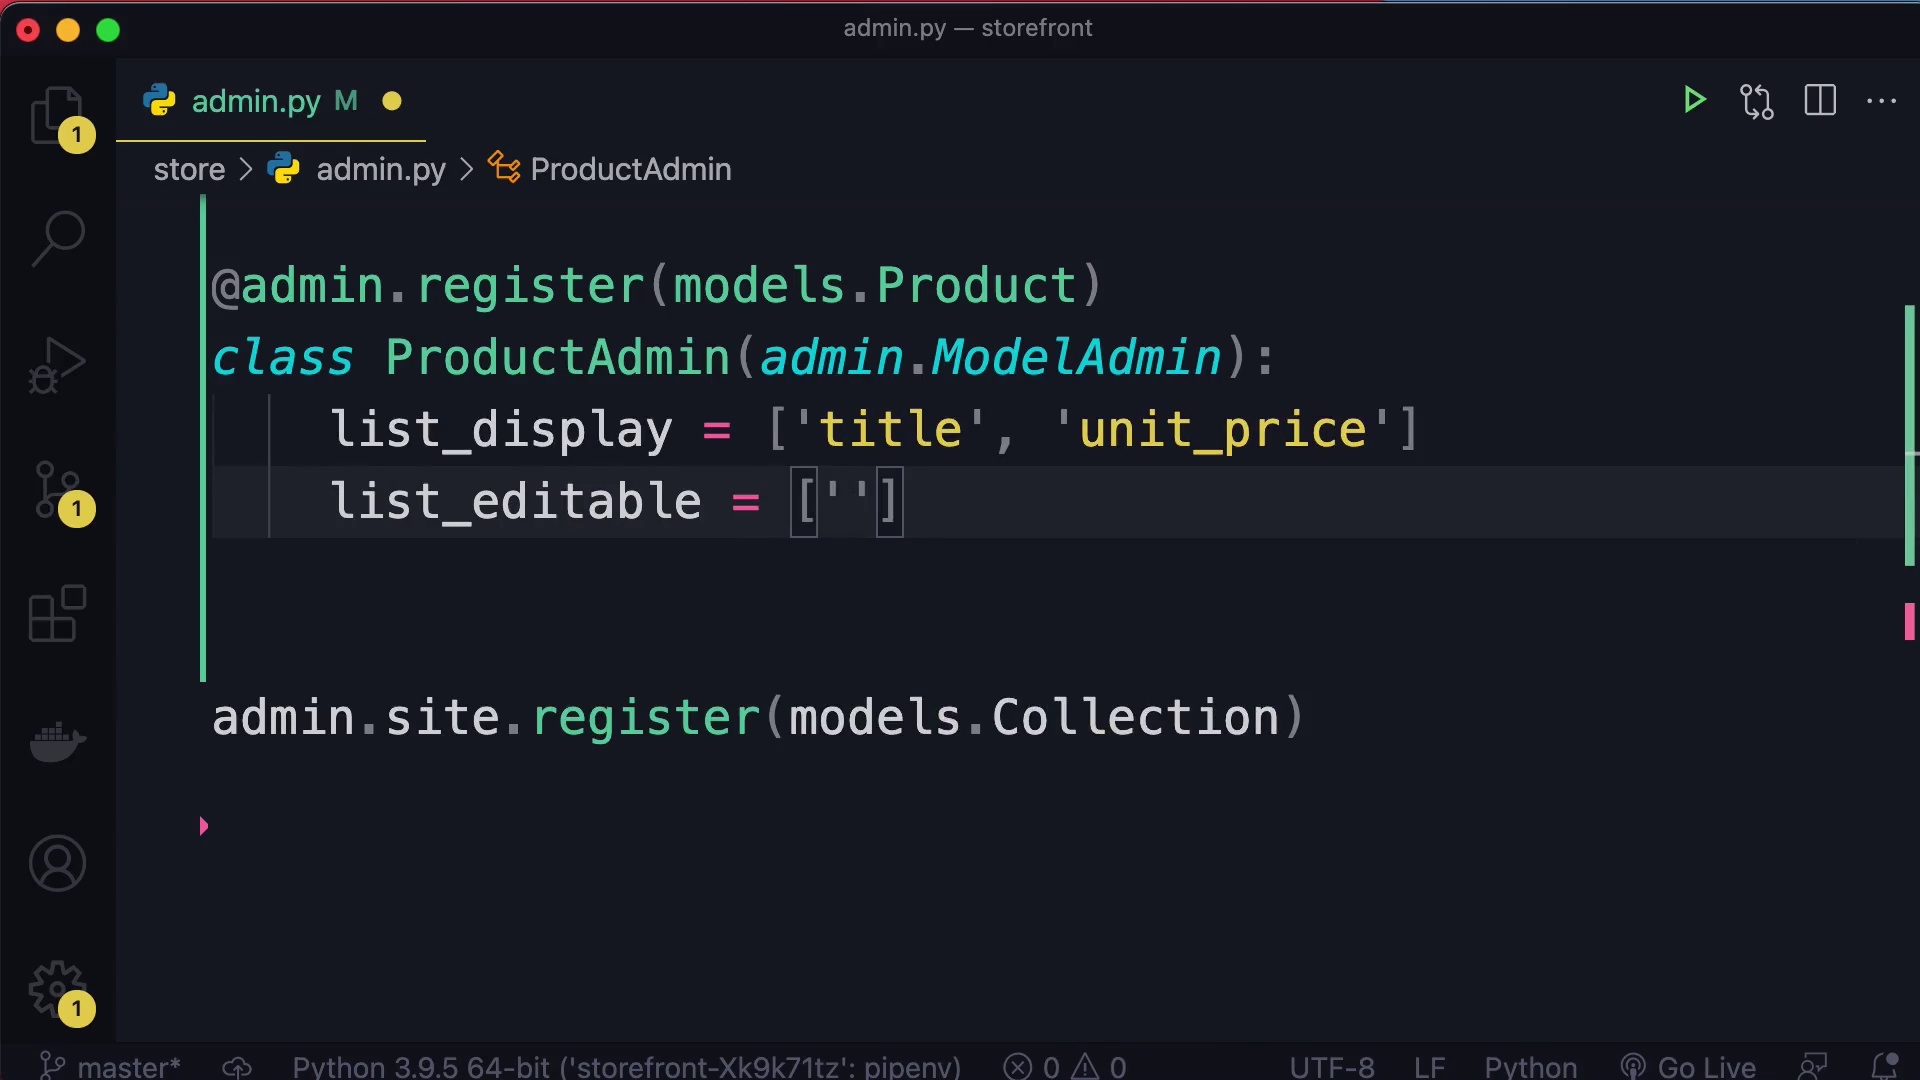 admin.py — storefront
admin.py M
store > admin.py > ProductAdmin
@admin.register(models.Product)
class ProductAdmin(admin.ModelAdmin):
    list_display = ['title', 'unit_price']
    list_editable = ['']
admin.site.register(models.Collection)
1
1
1
master* Python 3.9.5 64-bit ('storefront-Xk9k71tz': pipenv) 0 0 UTF-8 LF Python Go Live